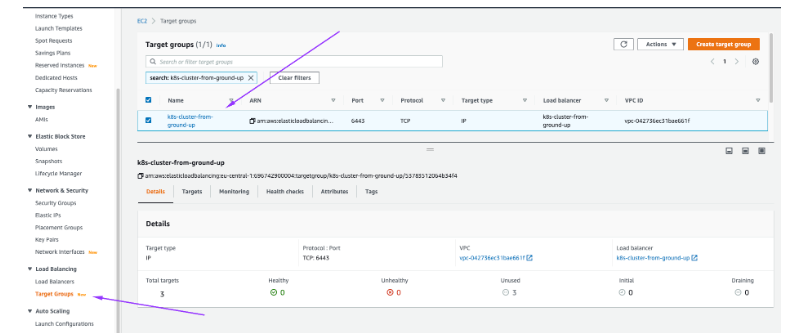 Instance Types
Launch Templates
Spot Requests
Savings Plans
Reserved Instances New
Dedicated Hosts
Capacity Reservations
Images
AMIs
Elastic Block Store
Volumes
Snapshots
Lifecycle Manager
Network & Security
Security Groups
Elastic IPs
Placement Groups
Key Pairs
Network Interfaces New
Load Balancing
Load Balancers
Target Groups New
Auto Scaling
Launch Configurations
EC2 > Target groups
Target groups (1/1) Info
Actions
Create target group
Search or filter target groups
1
search: k8s-cluster-from-ground-up
Clear filters
Name ARN Port Protocol Target type Load balancer VPC ID
k8s-cluster-from-ground-up arn:aws:elasticloadbalancin... 6443 TCP IP k8s-cluster-from-ground-up vpc-042736ec31bae661f
k8s-cluster-from-ground-up
arn:aws:elasticloadbalancing:eu-central-1:696742900004:targetgroup/k8s-cluster-from-ground-up/
Details Targets Monitoring Health checks Attributes Tags
Details
Target type Protocol : Port VPC Load balancer
IP TCP: 6443 vpc-042736ec31bae661f k8s-cluster-from-ground-up
Total targets Healthy Unhealthy Unused Initial Draining
3 0 0 3 0 0